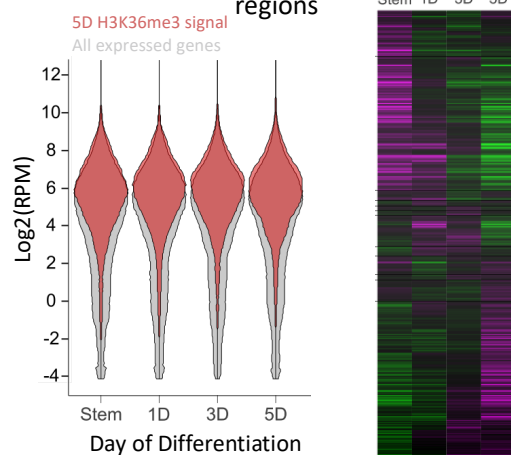 regions
5D H3K36me3 signal
All expressed genes
Log2(RPM)
12
10
8
6
4
2
0
-2
-4
Stem 1D 3D 5D
Day of Differentiation
Stem 1D 3D 5D